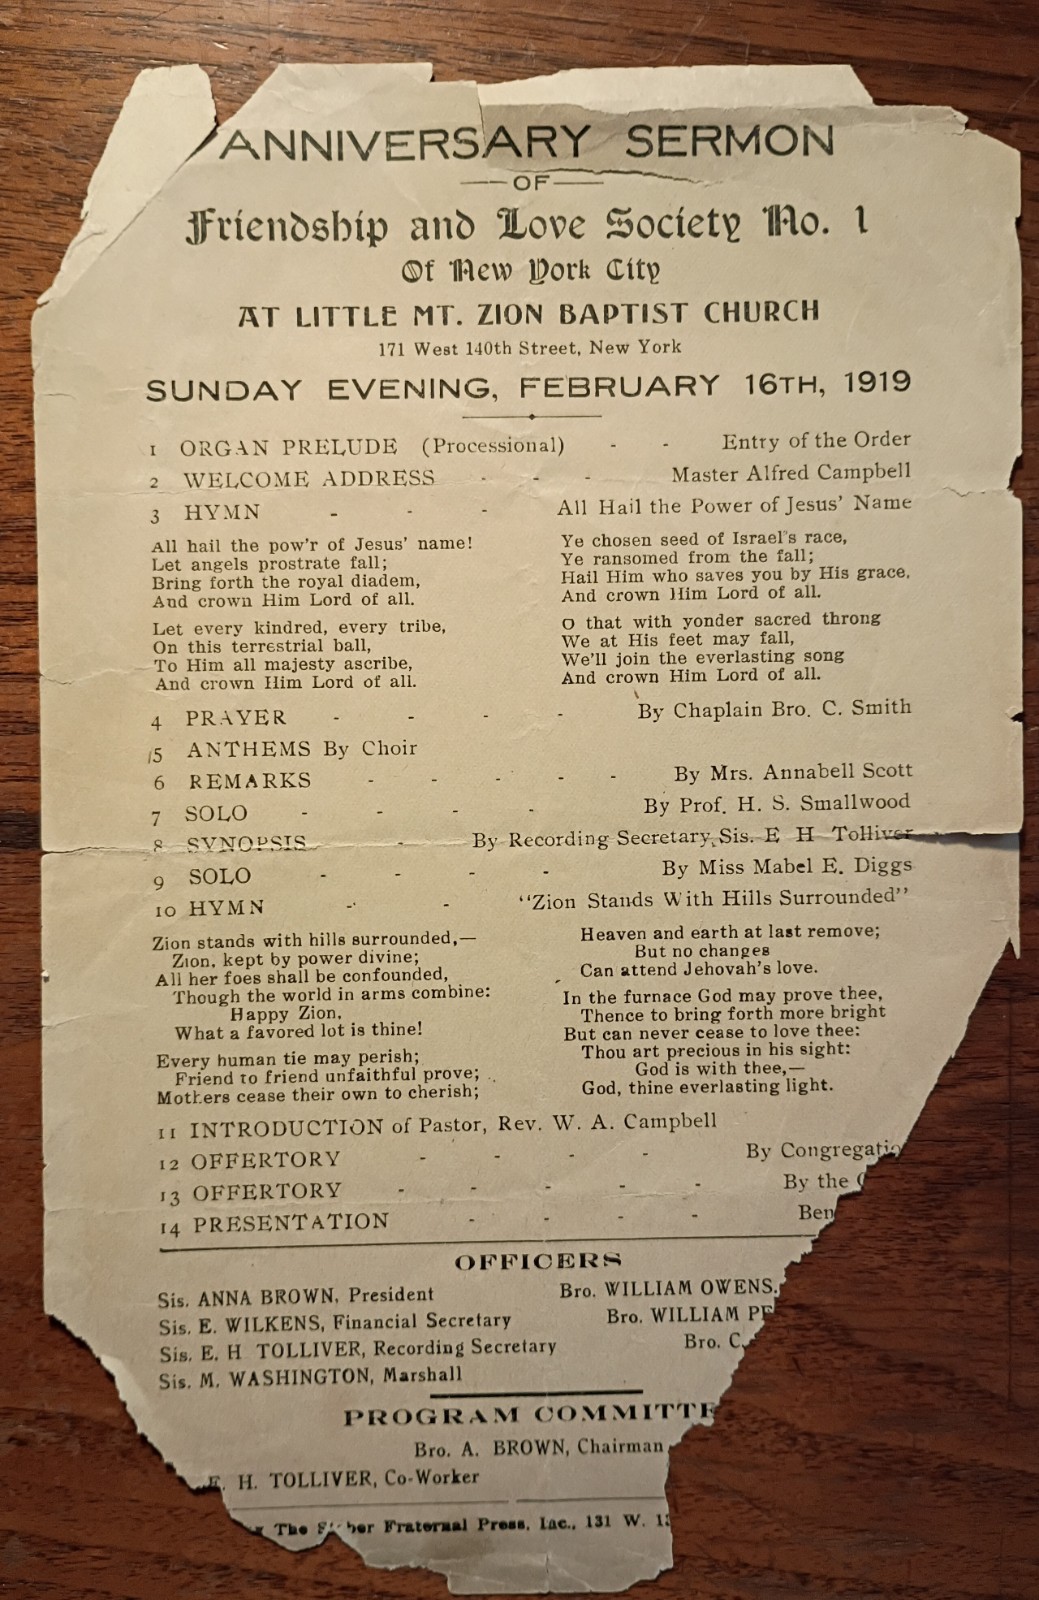 ANNIVERSARY SERMON
—OF—
Friendship and Love Society No. 1
Of New York City
AT LITTLE MT. ZION BAPTIST CHURCH
171 West 140th Street, New York
SUNDAY EVENING, FEBRUARY 16TH, 1919
1 ORGAN PRELUDE (Processional) - - Entry of the Order
2 WELCOME ADDRESS - - - Master Alfred Campbell
3 HYMN - - - All Hail the Power of Jesus' Name
All hail the pow'r of Jesus' name!
Let angels prostrate fall;
Bring forth the royal diadem,
And crown Him Lord of all.
Let every kindred, every tribe,
On this terrestrial ball,
To Him all majesty ascribe,
And crown Him Lord of all.
Ye chosen seed of Israel's race,
Ye ransomed from the fall;
Hail Him who saves you by His grace,
And crown Him Lord of all.
O that with yonder sacred throng
We at His feet may fall,
We'll join the everlasting song
And crown Him Lord of all.
4 PRAYER - - - - By Chaplain Bro. C. Smith
5 ANTHEMS By Choir
6 REMARKS - - - - - By Mrs. Annabell Scott
7 SOLO - - - - By Prof. H. S. Smallwood
8 SYNOPSIS - By Recording Secretary, Sis. E H Tolliver
9 SOLO - - - - By Miss Mabel E. Diggs
10 HYMN - - "Zion Stands With Hills Surrounded"
Zion stands with hills surrounded,—
Zion, kept by power divine;
All her foes shall be confounded,
Though the world in arms combine:
Happy Zion,
What a favored lot is thine!
Every human tie may perish;
Friend to friend unfaithful prove;
Mothers cease their own to cherish;
Heaven and earth at last remove;
But no changes
Can attend Jehovah's love.
In the furnace God may prove thee,
Thence to bring forth more bright
But can never cease to love thee:
Thou art precious in his sight:
God is with thee,—
God, thine everlasting light.
11 INTRODUCTION of Pastor, Rev. W. A. Campbell
12 OFFERTORY - - - - By Congregatio
13 OFFERTORY - - - - - By the
14 PRESENTATION - - - - Ben
OFFICERS
Sis. ANNA BROWN, President
Sis. E. WILKENS, Financial Secretary
Sis. E. H TOLLIVER, Recording Secretary
Sis. M. WASHINGTON, Marshall
Bro. WILLIAM OWENS.
Bro. WILLIAM PE
Bro. C.
PROGRAM COMMITTE
Bro. A. BROWN, Chairman
E. H. TOLLIVER, Co-Worker
The Fraternal Press, Inc., 131 W.